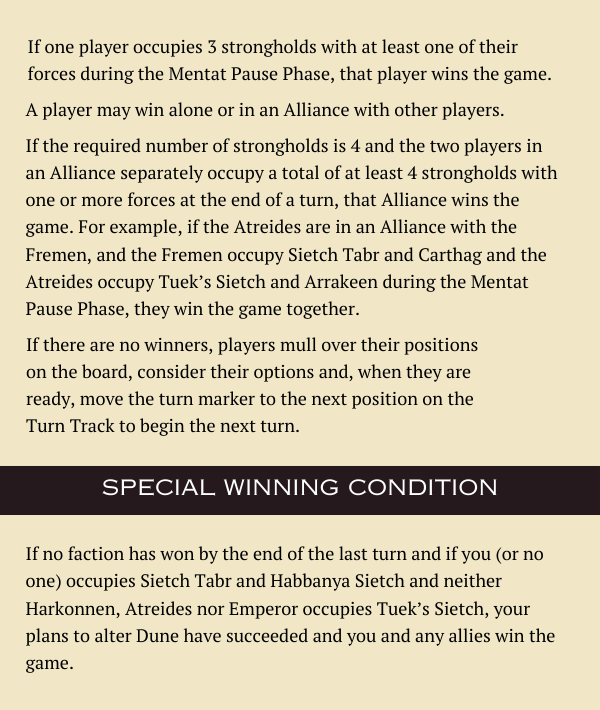 If one player occupies 3 strongholds with at least one of their
forces during the Mentat Pause Phase, that player wins the game.
A player may win alone or in an Alliance with other players.
If the required number of strongholds is 4 and the two players in
an Alliance separately occupy a total of at least 4 strongholds with
one or more forces at the end of a turn, that Alliance wins the
game. For example, if the Atreides are in an Alliance with the
Fremen, and the Fremen occupy Sietch Tabr and Carthag and the
Atreides occupy Tuek’s Sietch and Arrakeen during the Mentat
Pause Phase, they win the game together.
If there are no winners, players mull over their positions
on the board, consider their options and, when they are
ready, move the turn marker to the next position on the
Turn Track to begin the next turn.
SPECIAL WINNING CONDITION
If no faction has won by the end of the last turn and if you (or no
one) occupies Sietch Tabr and Habbanya Sietch and neither
Harkonnen, Atreides nor Emperor occupies Tuek’s Sietch, your
plans to alter Dune have succeeded and you and any allies win the
game.